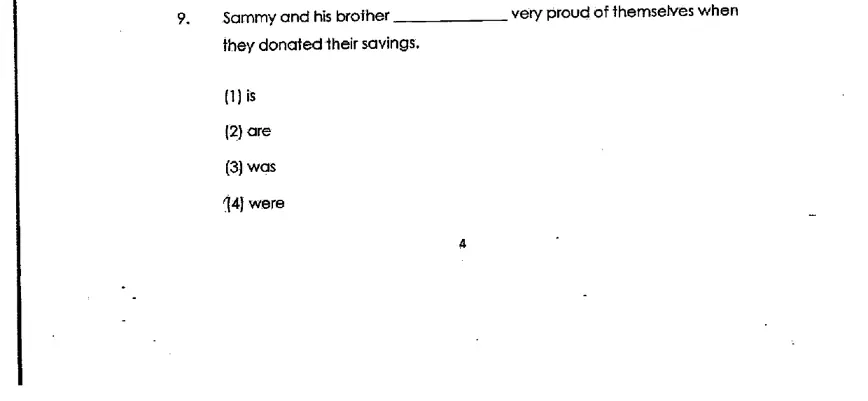 9. Sammy and his brother ____________ very proud of themselves when
they donated their savings.
(1) is
(2) are
(3) was
(4) were
4